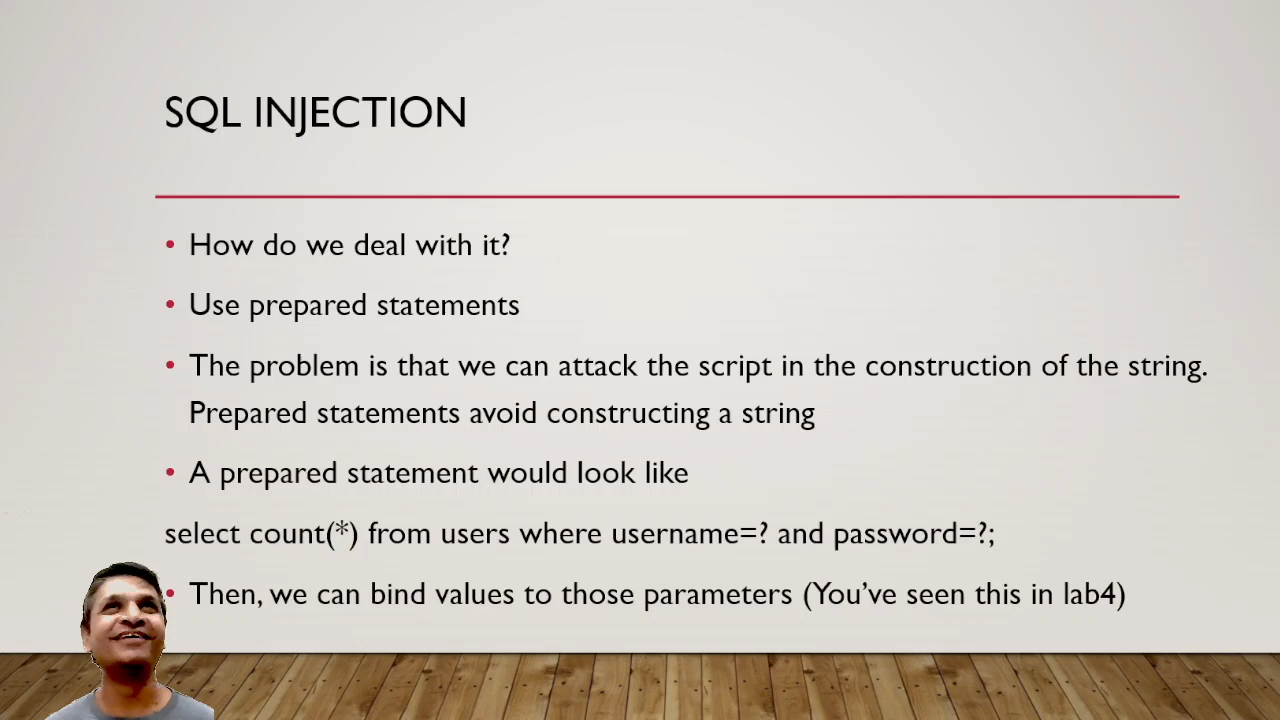 SQL INJECTION
• How do we deal with it?
• Use prepared statements
• The problem is that we can attack the script in the construction of the string.
Prepared statements avoid constructing a string
• A prepared statement would look like
select count(*) from users where username=? and password=?;
• Then, we can bind values to those parameters (You’ve seen this in lab4)